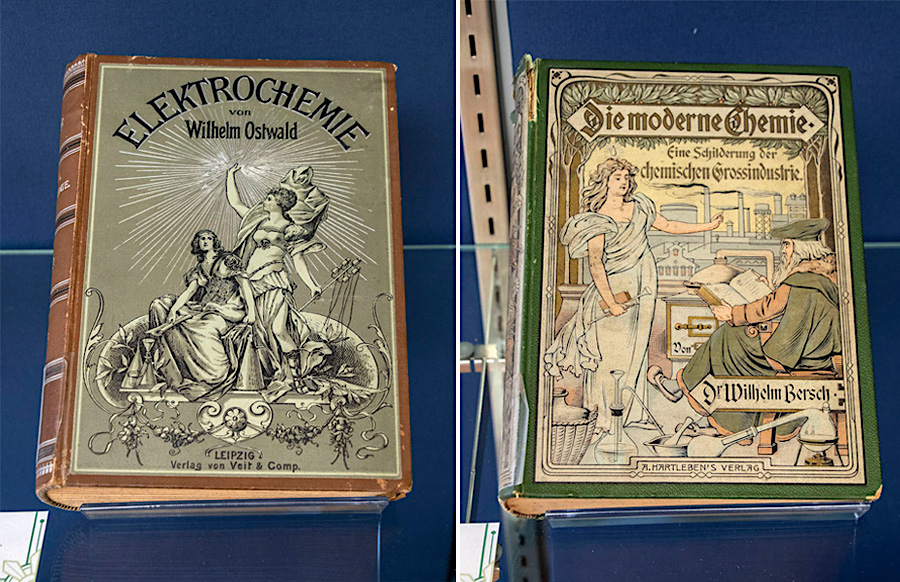 ELEKTROCHEMIE
von
Wilhelm Ostwald
LEIPZIG
Verlag von Veit & Comp.
Die moderne Chemie.
Eine Schilderung der
chemischen Grossindustrie.
Von
Dr Wilhelm Bersch.
A. HARTLEBEN'S VERLAG